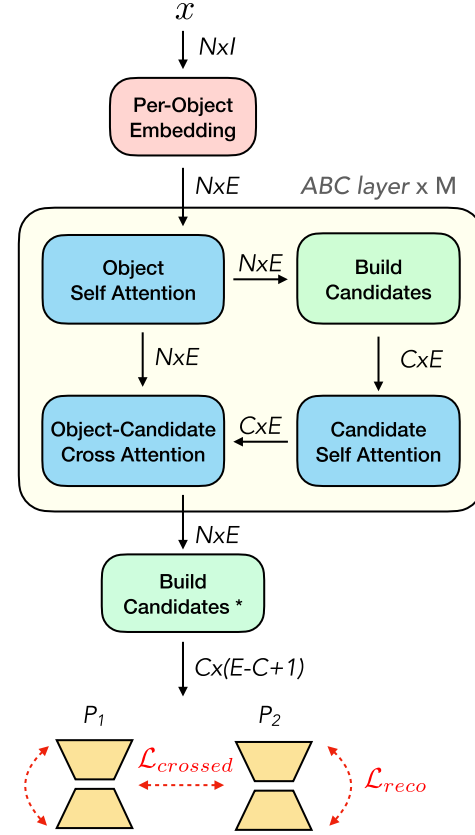 x
NxI
Per-Object
Embedding
NxE
ABC layer x M
Object
Self Attention
NxE
Build
Candidates
NxE
CxE
Object-Candidate
Cross Attention
CxE
Candidate
Self Attention
NxE
Build
Candidates *
Cx(E-C+1)
P₁
P₂
ℒcrossed
ℒreco